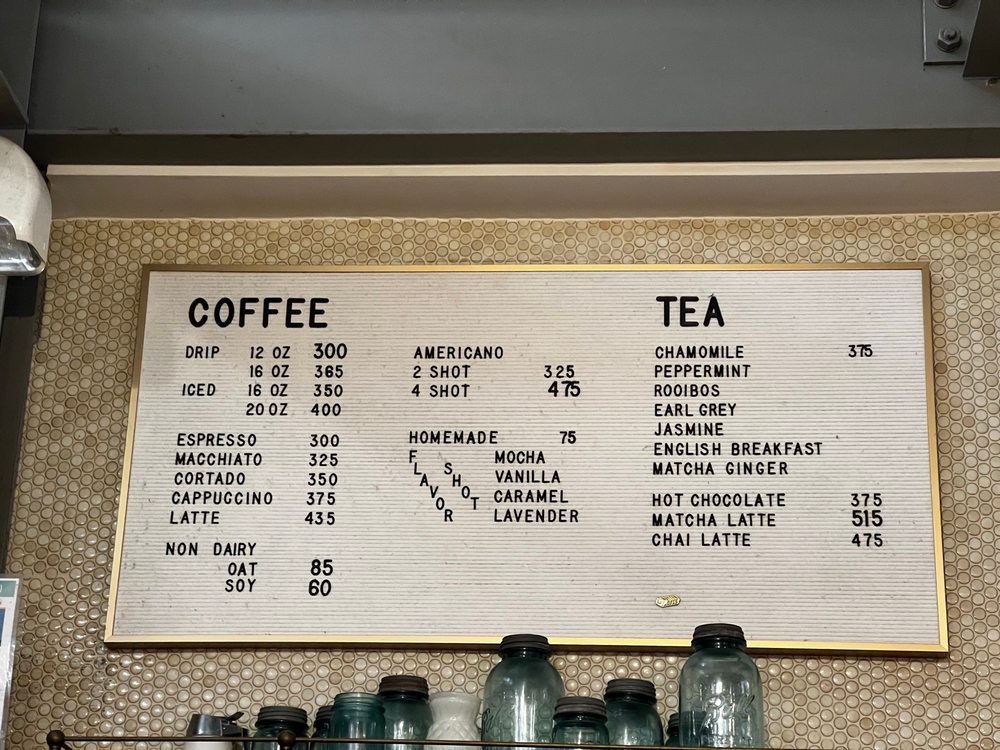 COFFEE
DRIP 12 OZ 300
16 OZ 365
ICED 16 OZ 350
20 OZ 400
ESPRESSO 300
MACCHIATO 325
CORTADO 350
CAPPUCCINO 375
LATTE 435
NON DAIRY
OAT 85
SOY 60
AMERICANO
2 SHOT 325
4 SHOT 475
HOMEMADE 75
FLAVOR SHOT
MOCHA
VANILLA
CARAMEL
LAVENDER
TEA
CHAMOMILE 375
PEPPERMINT
ROOIBOS
EARL GREY
JASMINE
ENGLISH BREAKFAST
MATCHA GINGER
HOT CHOCOLATE 375
MATCHA LATTE 515
CHAI LATTE 475